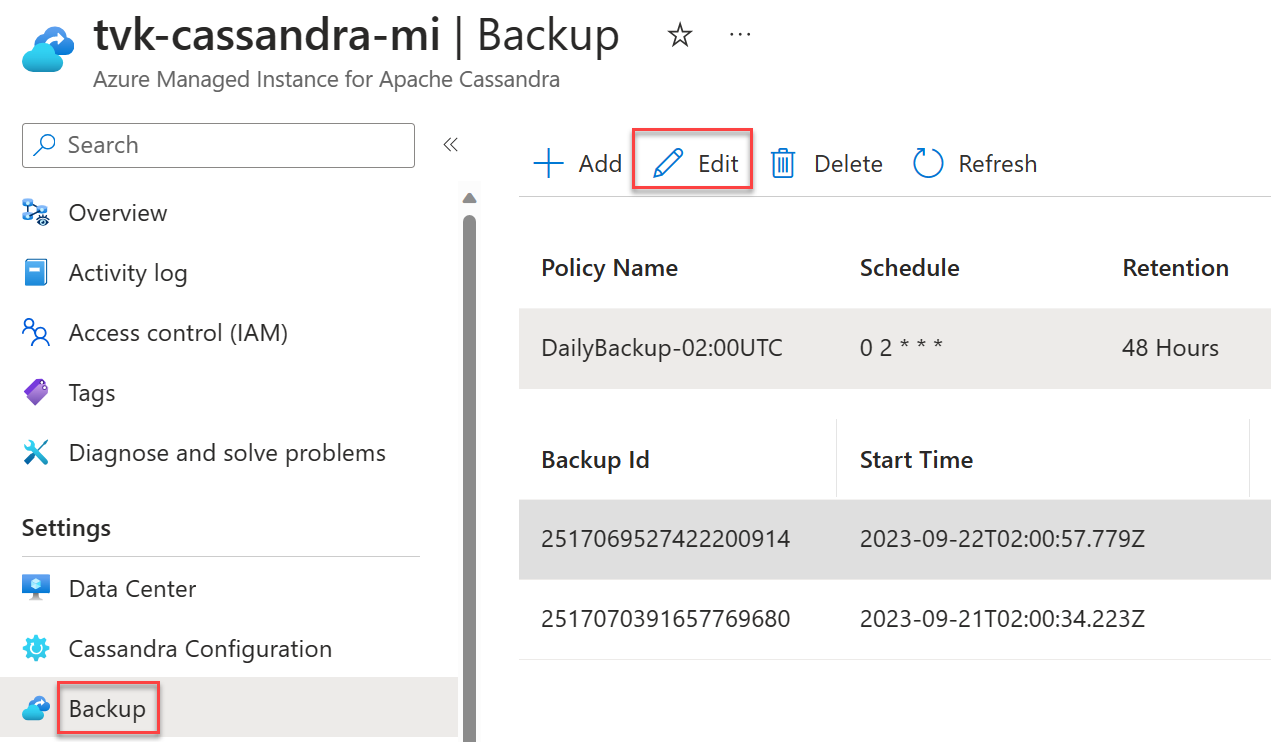 tvk-cassandra-mi | Backup ☆ ...
Azure Managed Instance for Apache Cassandra
Search «
Overview
Activity log
Access control (IAM)
Tags
Diagnose and solve problems
Settings
Data Center
Cassandra Configuration
Backup
Add Edit Delete Refresh
Policy Name Schedule Retention
DailyBackup-02:00UTC 0 2 * * * 48 Hours
Backup Id Start Time
2517069527422200914 2023-09-22T02:00:57.779Z
2517070391657769680 2023-09-21T02:00:34.223Z